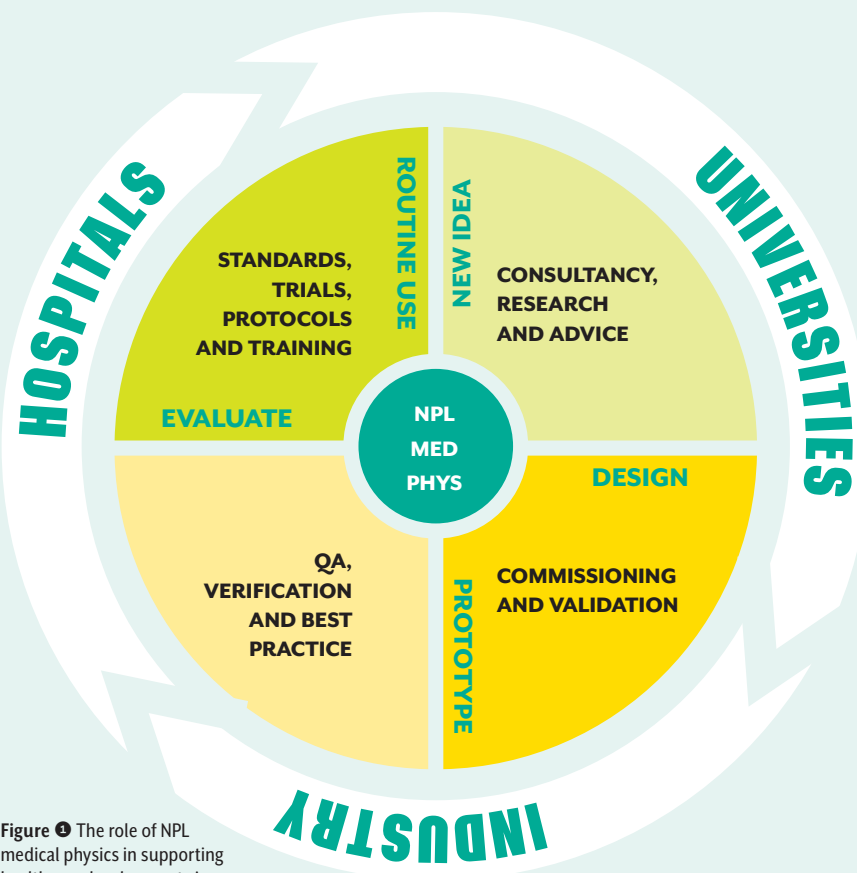 HOSPITALS
UNIVERSITIES
INDUSTRY
ROUTINE USE
NEW IDEA
STANDARDS,
TRIALS,
PROTOCOLS
AND TRAINING
CONSULTANCY,
RESEARCH
AND ADVICE
EVALUATE
NPL
MED
PHYS
DESIGN
QA,
VERIFICATION
AND BEST
PRACTICE
PROTOTYPE
COMMISSIONING
AND VALIDATION
Figure ❶ The role of NPL
medical physics in supporting